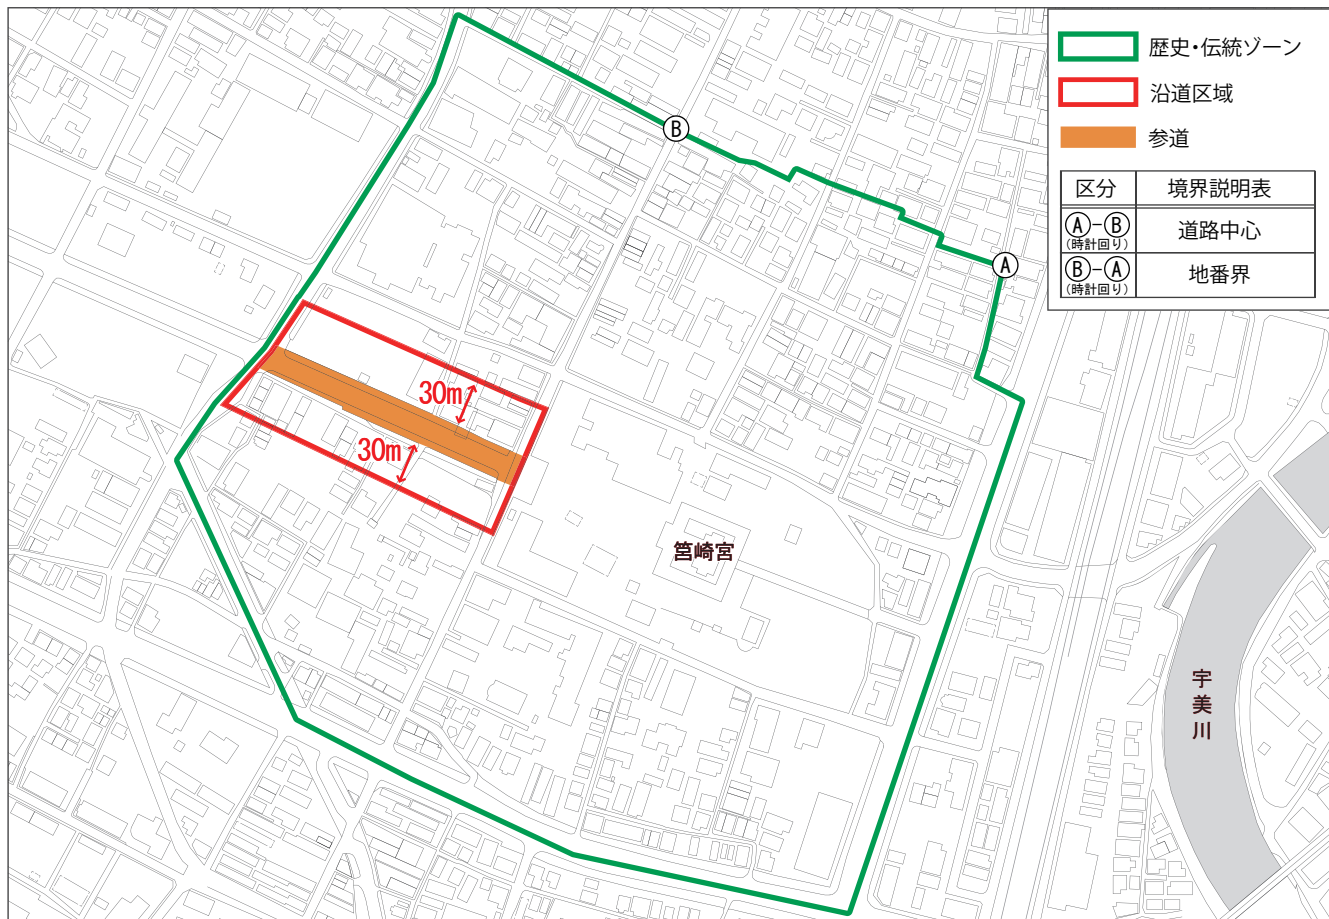 歴史・伝統ゾーン
沿道区域
参道
区分 境界説明表
Ⓐ-Ⓑ 道路中心
(時計回り)
Ⓑ-Ⓐ 地番界
(時計回り)
Ⓑ
Ⓐ
30m
30m
筥崎宮
宇美川